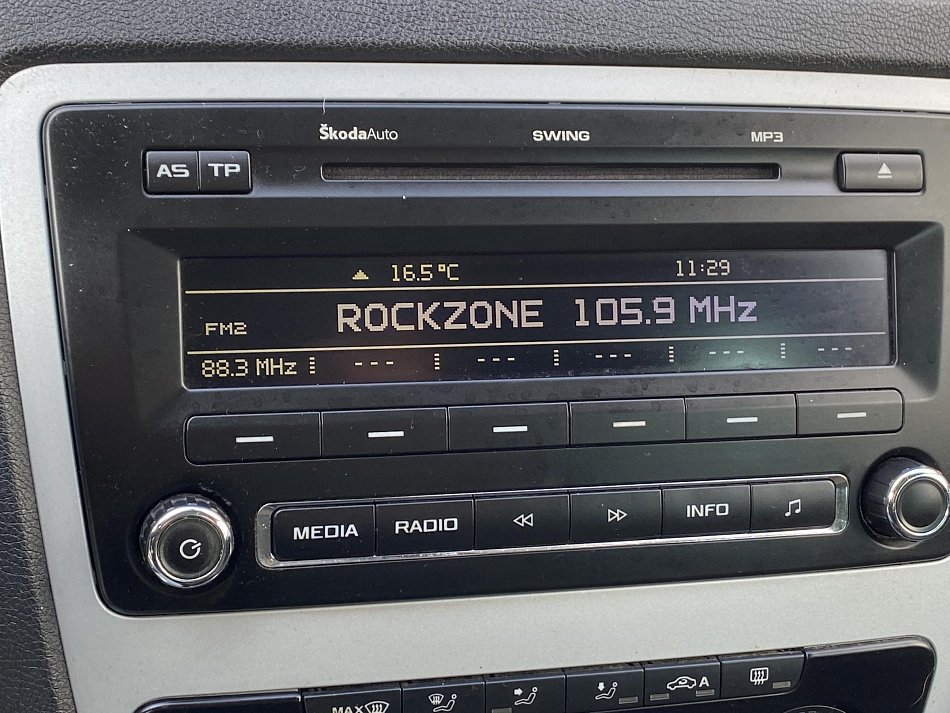 ŠkodaAuto SWING MP3
AS TP
16.5°C 11:29
ROCKZONE 105.9 MHz
FM2
88.3 MHz --- --- --- --- ---
MEDIA RADIO INFO
MAX A